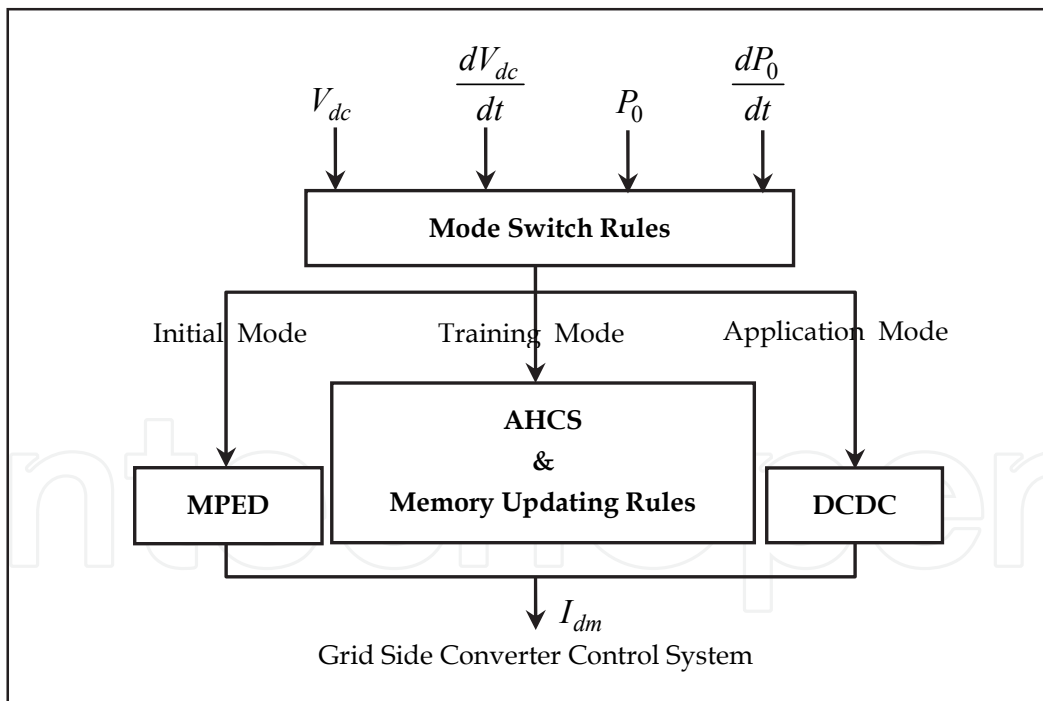 V_dc
dV_dc/dt
P_0
dP_0/dt
Mode Switch Rules
Initial Mode
Training Mode
Application Mode
AHCS
&
Memory Updating Rules
MPED
DCDC
I_dm
Grid Side Converter Control System